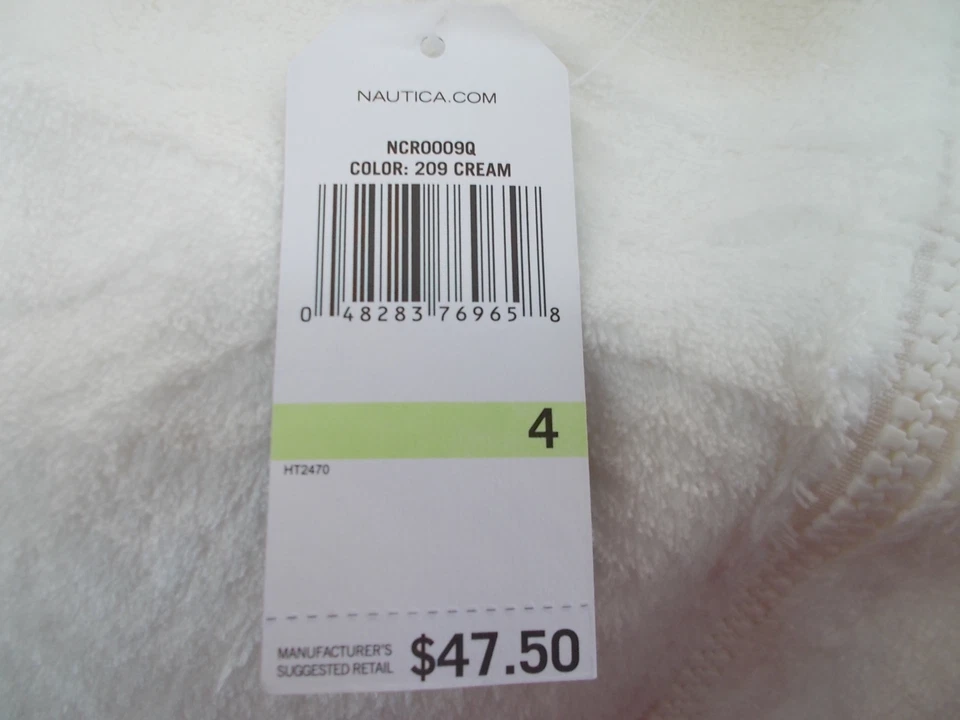 NAUTICA.COM
NCR0009Q
COLOR: 209 CREAM
0 48283 76965 8
4
HT2470
MANUFACTURER'S
SUGGESTED RETAIL $47.50